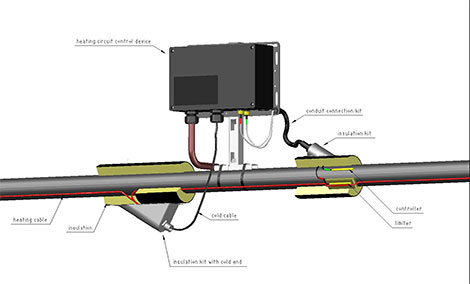 heating circuit control device
conduit connection kit
insulation kit
heating cable
insulation
cold cable
controller
limiter
insulation kit with cold end